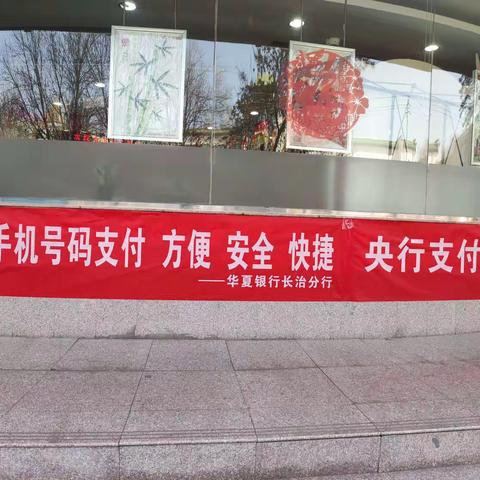 手机号码支付 方便 安全 快捷 央行支付
——华夏银行长治分行